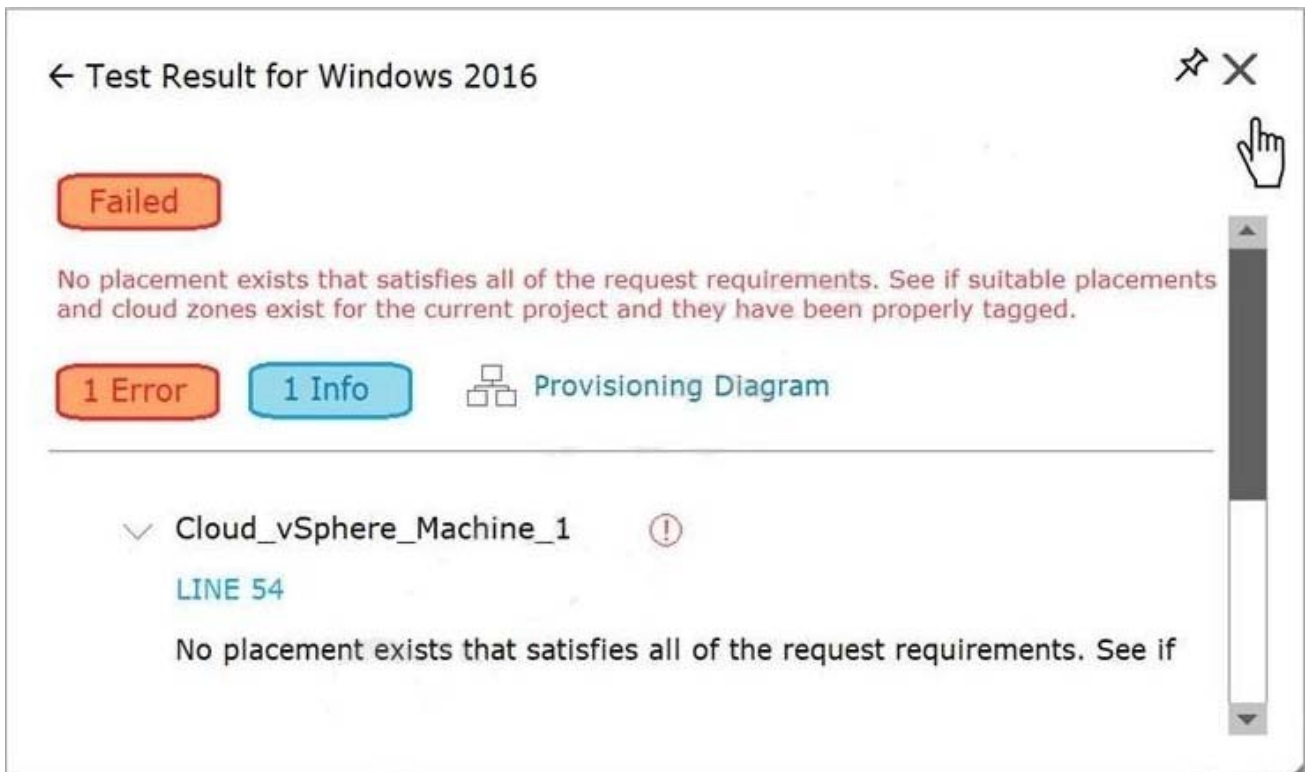 ← Test Result for Windows 2016
Failed
No placement exists that satisfies all of the request requirements. See if suitable placements
and cloud zones exist for the current project and they have been properly tagged.
1 Error
1 Info
Provisioning Diagram
Cloud_vSphere_Machine_1
LINE 54
No placement exists that satisfies all of the request requirements. See if